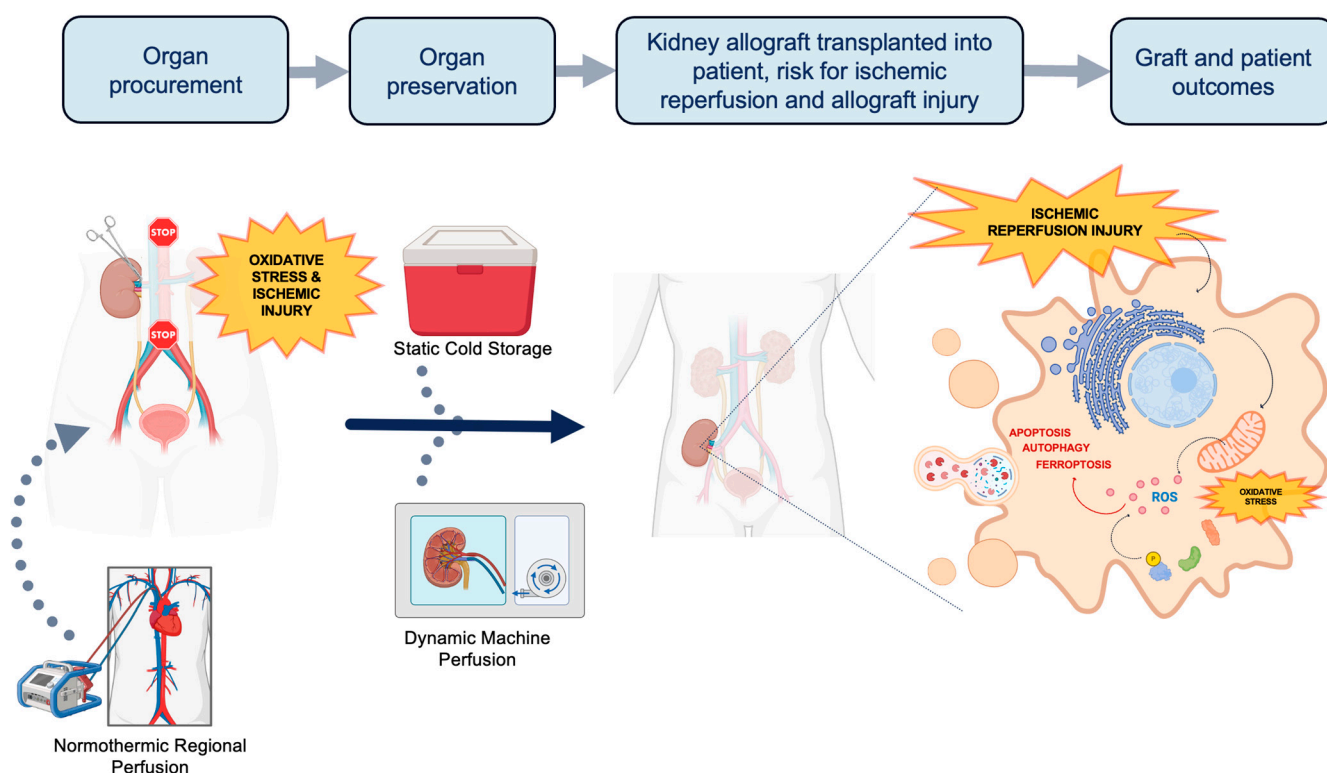 Organ
procurement
Organ
preservation
Kidney allograft transplanted into
patient, risk for ischemic
reperfusion and allograft injury
Graft and patient
outcomes
STOP
OXIDATIVE
STRESS &
ISCHEMIC
INJURY
STOP
Static Cold Storage
Dynamic Machine
Perfusion
Normothermic Regional
Perfusion
ISCHEMIC
REPERFUSION INJURY
APOPTOSIS
AUTOPHAGY
FERROPTOSIS
ROS
OXIDATIVE
STRESS
P